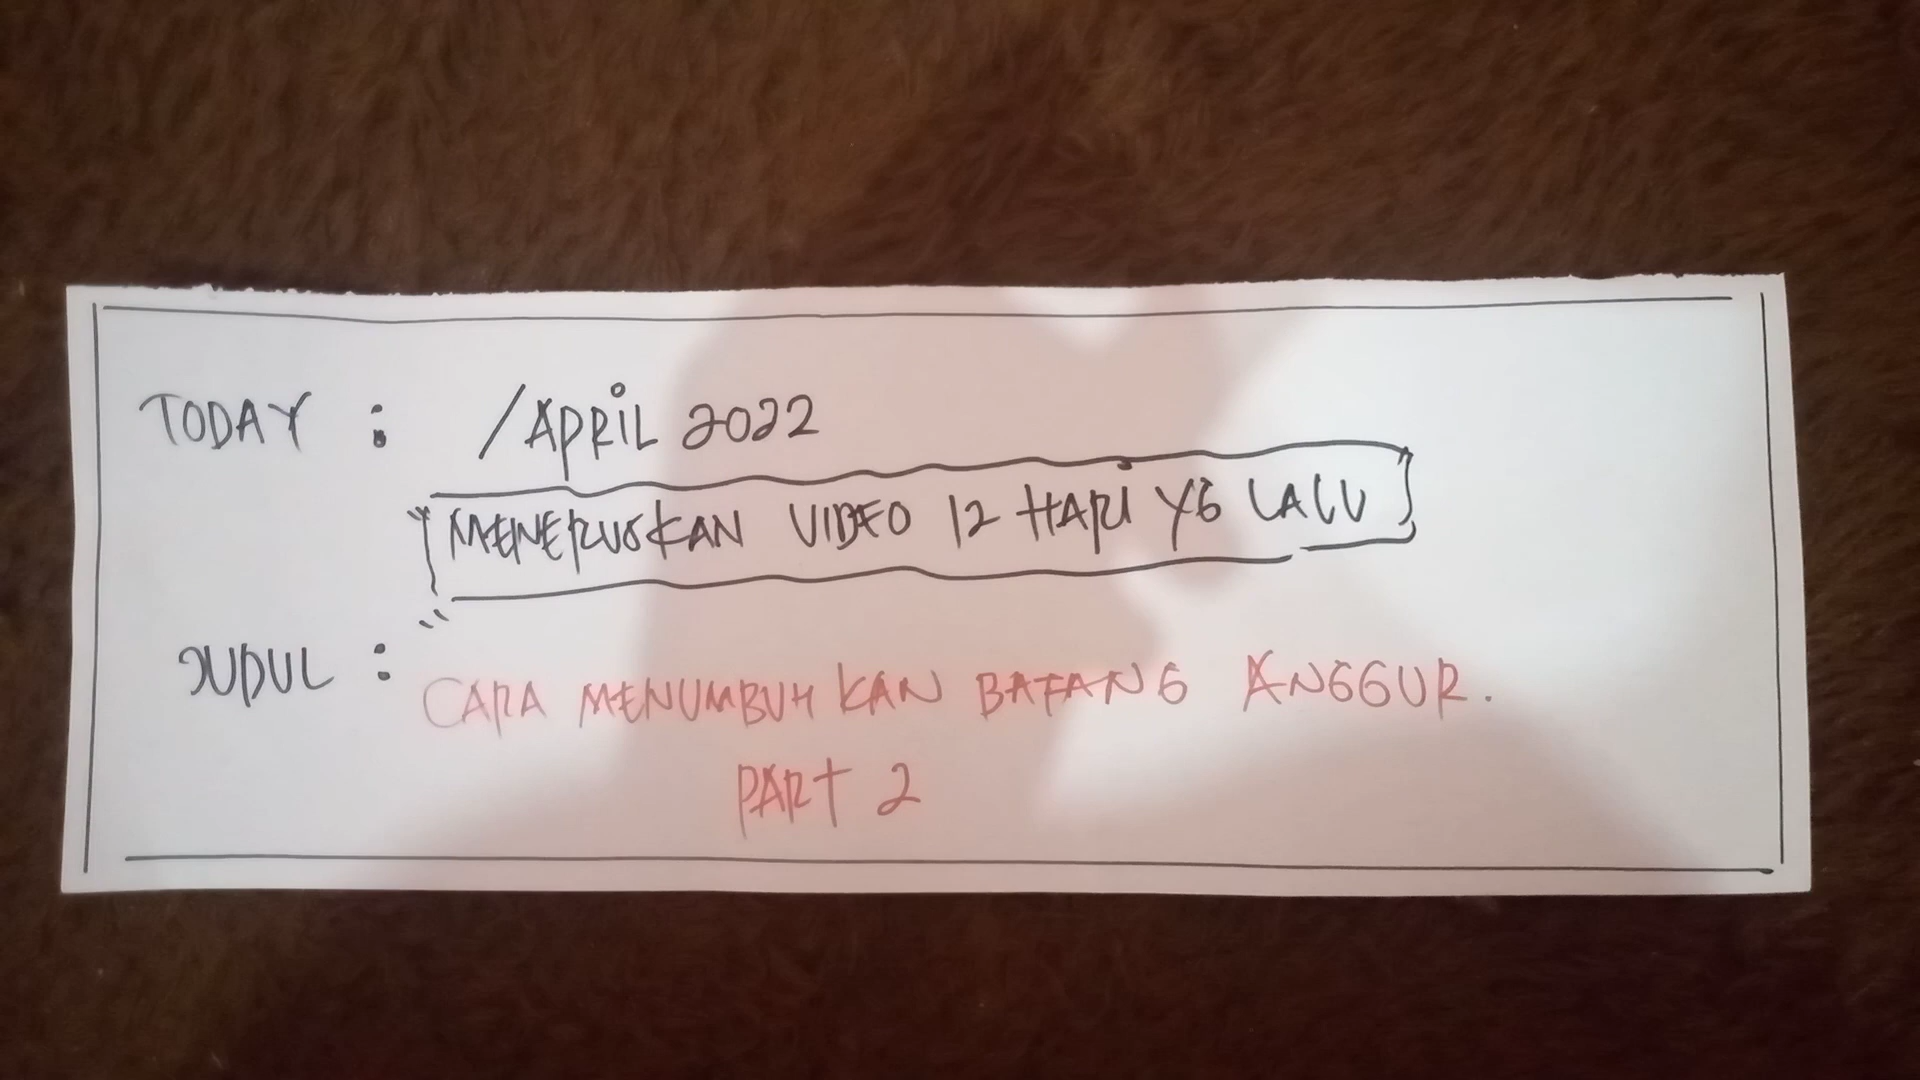 TODAY : /APRIL 2022
MENERUSKAN VIDEO 12 HARI YG LALU
JUDUL : CARA MENUMBUHKAN BATANG ANGGUR.
PART 2